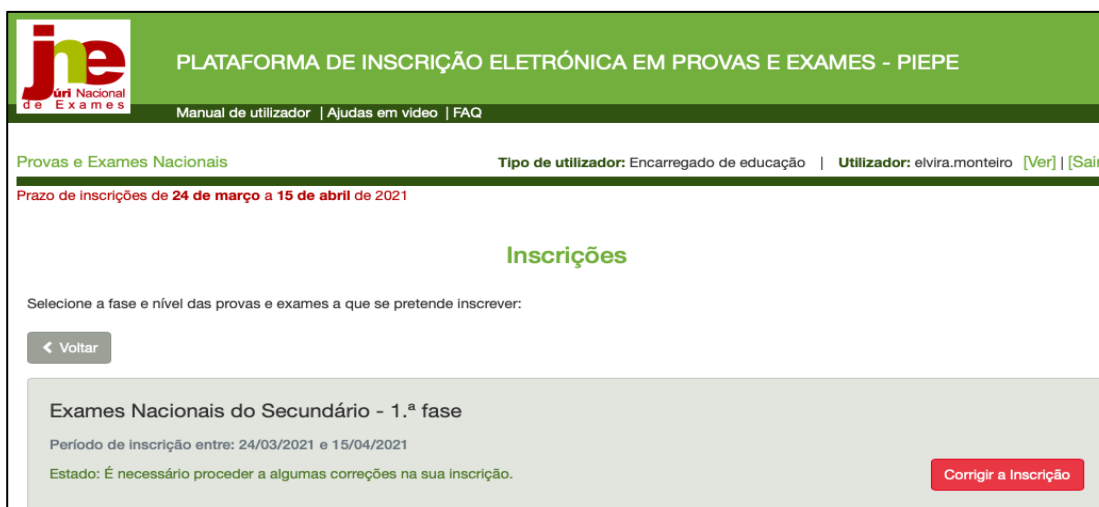 jne
Júri Nacional
de Exames
PLATAFORMA DE INSCRIÇÃO ELETRÓNICA EM PROVAS E EXAMES - PIEPE
Manual de utilizador | Ajudas em video | FAQ
Provas e Exames Nacionais Tipo de utilizador: Encarregado de educação | Utilizador: elvira.monteiro [Ver] | [Sair
Prazo de inscrições de 24 de março a 15 de abril de 2021
Inscrições
Selecione a fase e nível das provas e exames a que se pretende inscrever:
Voltar
Exames Nacionais do Secundário - 1.ª fase
Período de inscrição entre: 24/03/2021 e 15/04/2021
Estado: É necessário proceder a algumas correções na sua inscrição.
Corrigir a Inscrição